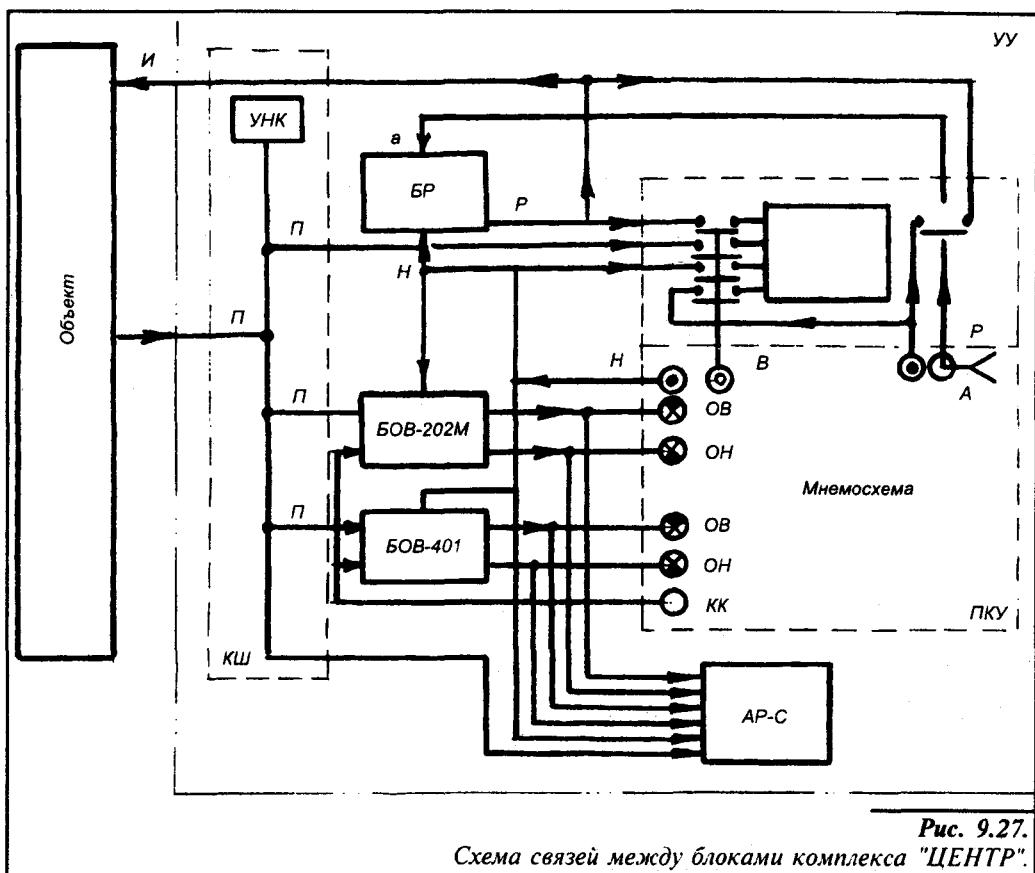 УУ
И
УНК
а
БР
Р
П
Н
Объект
П
Р
Н
В
А
П
ОВ
БОВ-202М
ОН
Мнемосхема
П
ОВ
БОВ-401
ОН
КК
ПКУ
КШ
АР-С
Рис. 9.27.
Схема связей между блоками комплекса "ЦЕНТР".